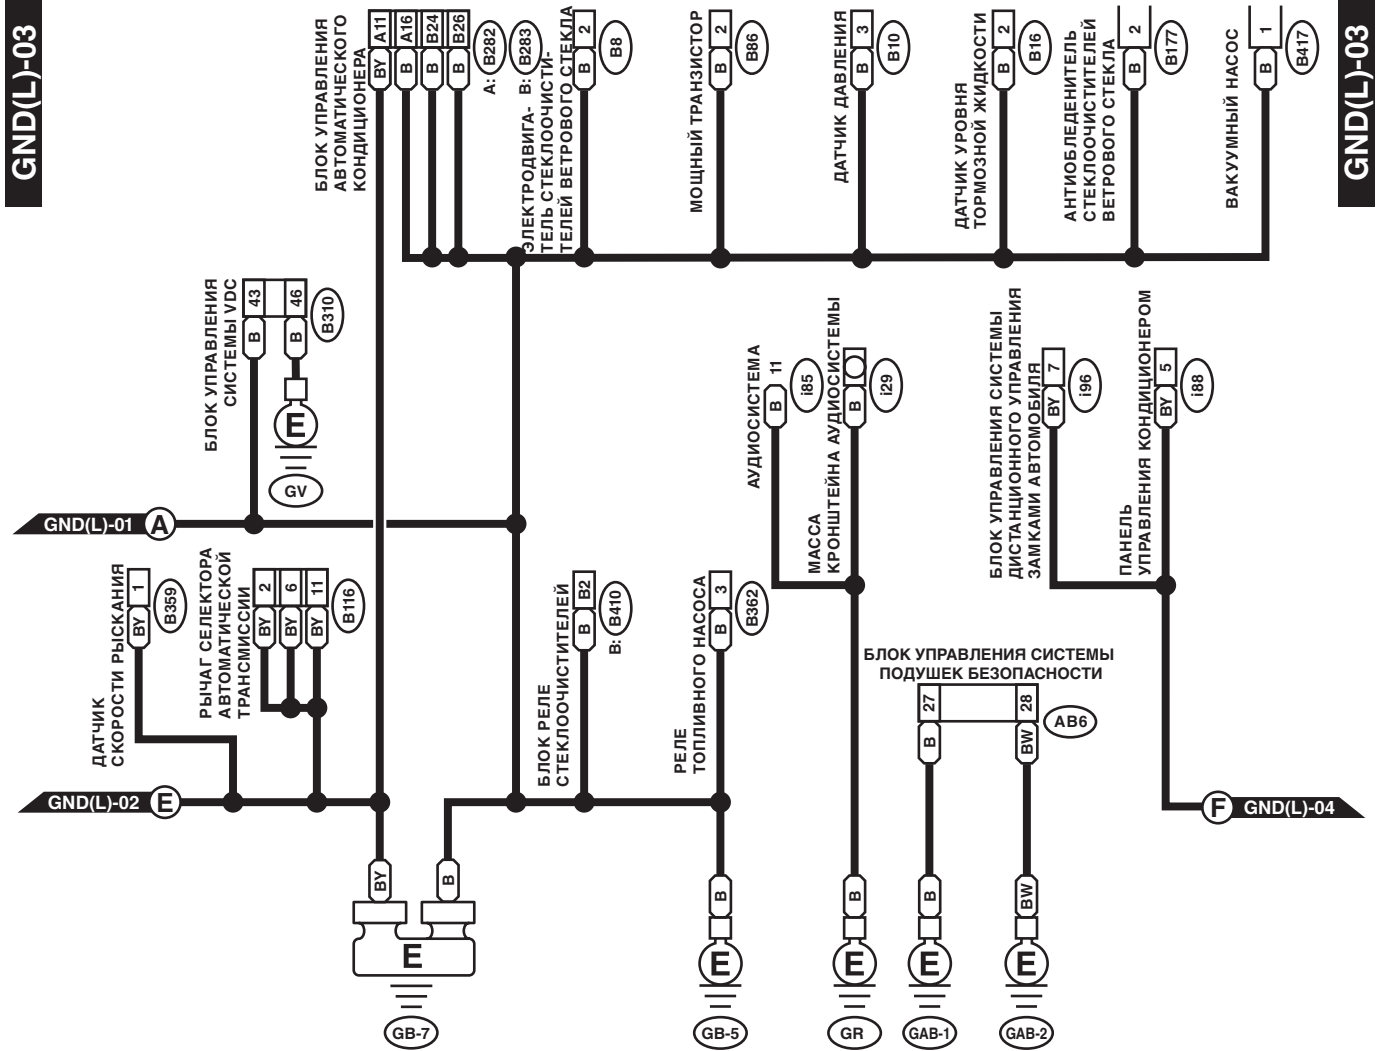 GND(L)-03
GND(L)-03
БЛОК УПРАВЛЕНИЯ
АВТОМАТИЧЕСКОГО
КОНДИЦИОНЕРА
A11
A16
B24
B26
BY
B
B
B
A: B282
B: B283
ЭЛЕКТРОДВИГА-
ТЕЛЬ СТЕКЛООЧИСТИ-
ТЕЛЕЙ ВЕТРОВОГО СТЕКЛА
2
B
B8
МОЩНЫЙ ТРАНЗИСТОР
2
B
B86
ДАТЧИК ДАВЛЕНИЯ
3
B
B10
ДАТЧИК УРОВНЯ
ТОРМОЗНОЙ ЖИДКОСТИ
2
B
B16
АНТИОБЛЕДЕНИТЕЛЬ
СТЕКЛООЧИСТИТЕЛЕЙ
ВЕТРОВОГО СТЕКЛА
2
B
B177
ВАКУУМНЫЙ НАСОС
1
B
B417
БЛОК УПРАВЛЕНИЯ
СИСТЕМЫ VDC
43
46
B
B
B310
E
GV
GND(L)-01
A
АУДИОСИСТЕМА
11
B
i85
МАССА
КРОНШТЕЙНА АУДИОСИСТЕМЫ
B
i29
БЛОК УПРАВЛЕНИЯ СИСТЕМЫ
ДИСТАНЦИОННОГО УПРАВЛЕНИЯ
ЗАМКАМИ АВТОМОБИЛЯ
7
BY
i96
ПАНЕЛЬ
УПРАВЛЕНИЯ КОНДИЦИОНЕРОМ
5
BY
i88
ДАТЧИК
СКОРОСТИ РЫСКАНИЯ
1
BY
B359
РЫЧАГ СЕЛЕКТОРА
АВТОМАТИЧЕСКОЙ
ТРАНСМИССИИ
2
6
11
BY
BY
BY
B116
БЛОК РЕЛЕ
СТЕКЛООЧИСТИТЕЛЕЙ
B2
B
B: B410
РЕЛЕ
ТОПЛИВНОГО НАСОСА
3
B
B362
БЛОК УПРАВЛЕНИЯ СИСТЕМЫ
ПОДУШЕК БЕЗОПАСНОСТИ
27
28
B
BW
AB6
GND(L)-02
E
F
GND(L)-04
BY
B
B
B
B
BW
E
E
E
E
E
GB-7
GB-5
GR
GAB-1
GAB-2